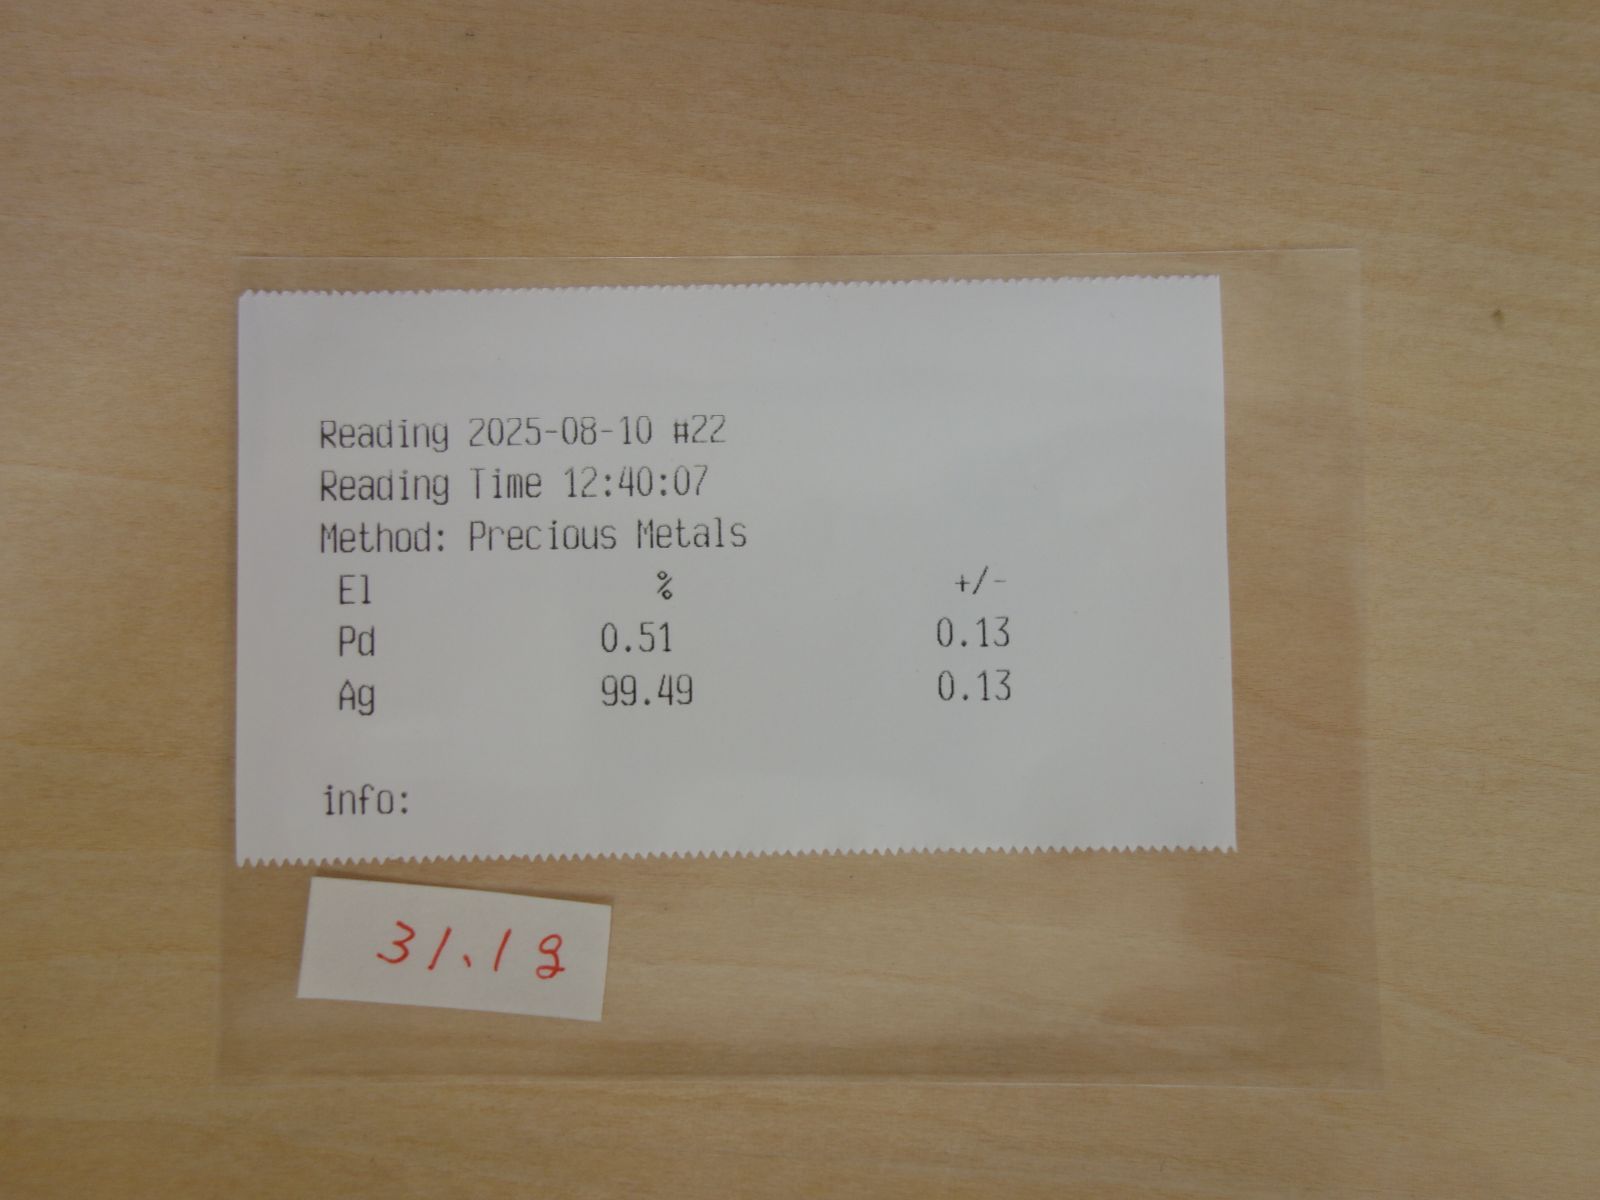 Reading 2025-08-10 #22
Reading Time 12:40:07
Method: Precious Metals
El % +/-
Pd 0.51 0.13
Ag 99.49 0.13
info:
31.1g